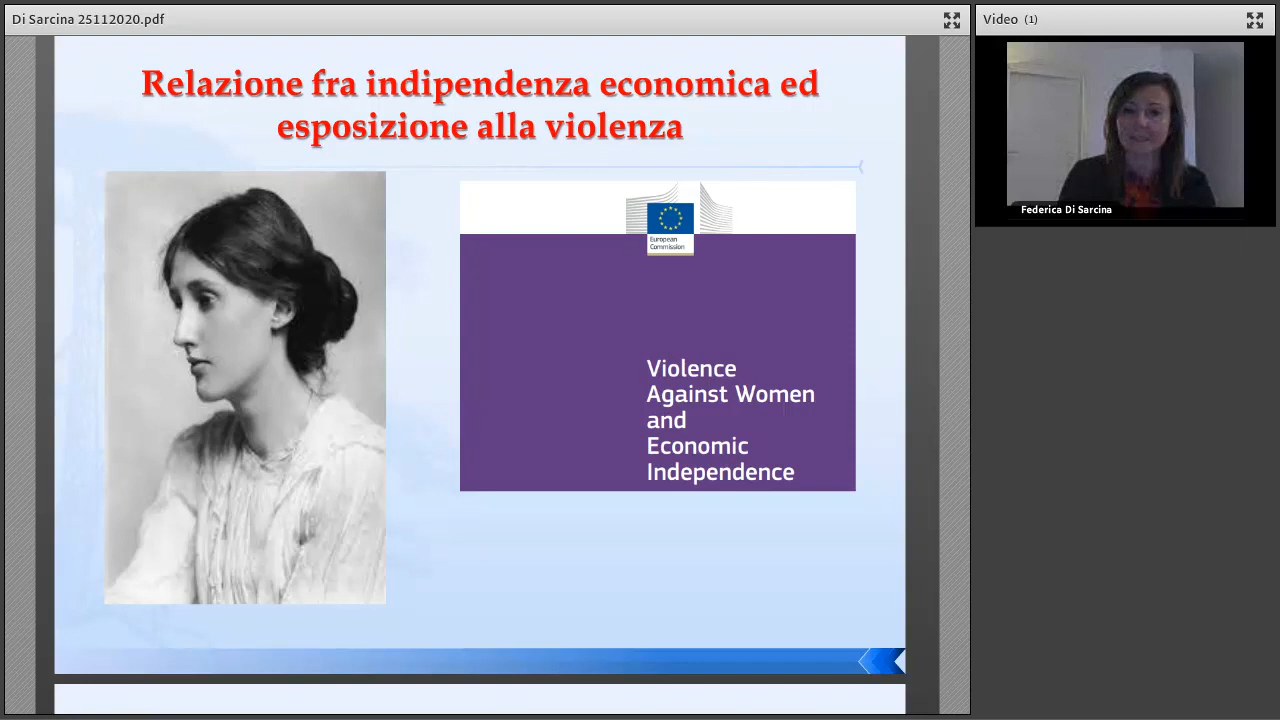 Di Sarcina 25112020.pdf
Video (1)
Relazione fra indipendenza economica ed
esposizione alla violenza
European
Commission
Violence
Against Women
and
Economic
Independence
Federica Di Sarcina